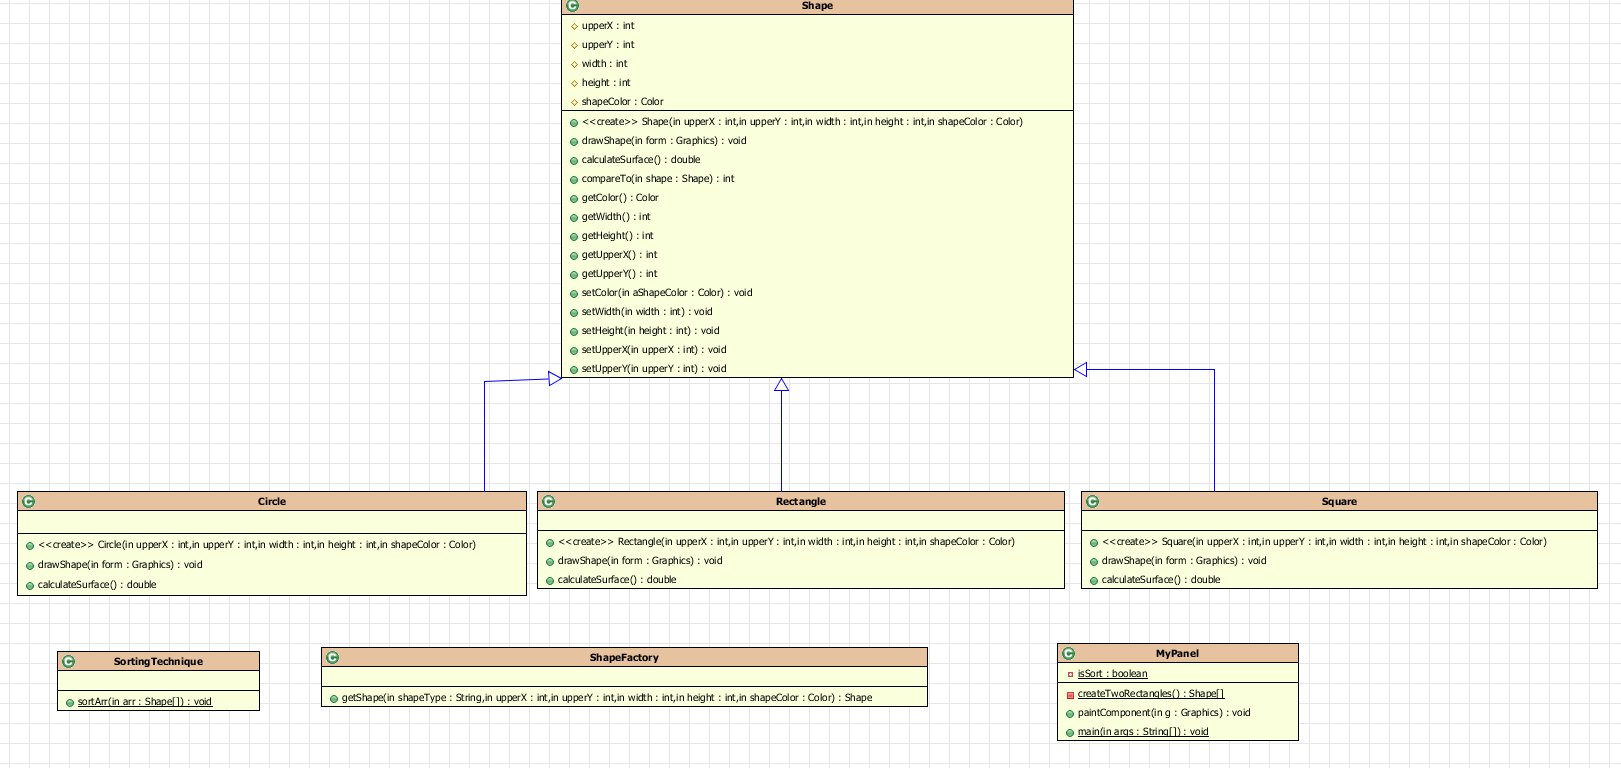 Shape
upperX : int
upperY : int
width : int
height : int
shapeColor : Color
<<create>> Shape(in upperX : int,in upperY : int,in width : int,in height : int,in shapeColor : Color)
drawShape(in form : Graphics) : void
calculateSurface() : double
compareTo(in shape : Shape) : int
getColor() : Color
getWidth() : int
getHeight() : int
getUpperX() : int
getUpperY() : int
setColor(in aShapeColor : Color) : void
setWidth(in width : int) : void
setHeight(in height : int) : void
setUpperX(in upperX : int) : void
setUpperY(in upperY : int) : void
Circle
<<create>> Circle(in upperX : int,in upperY : int,in width : int,in height : int,in shapeColor : Color)
drawShape(in form : Graphics) : void
calculateSurface() : double
Rectangle
<<create>> Rectangle(in upperX : int,in upperY : int,in width : int,in height : int,in shapeColor : Color)
drawShape(in form : Graphics) : void
calculateSurface() : double
Square
<<create>> Square(in upperX : int,in upperY : int,in width : int,in height : int,in shapeColor : Color)
drawShape(in form : Graphics) : void
calculateSurface() : double
SortingTechnique
sortArr(in arr : Shape[]) : void
ShapeFactory
getShape(in shapeType : String,in upperX : int,in upperY : int,in width : int,in height : int,in shapeColor : Color) : Shape
MyPanel
isSort : boolean
createTwoRectangles() : Shape[]
paintComponent(in g : Graphics) : void
main(in args : String[]) : void